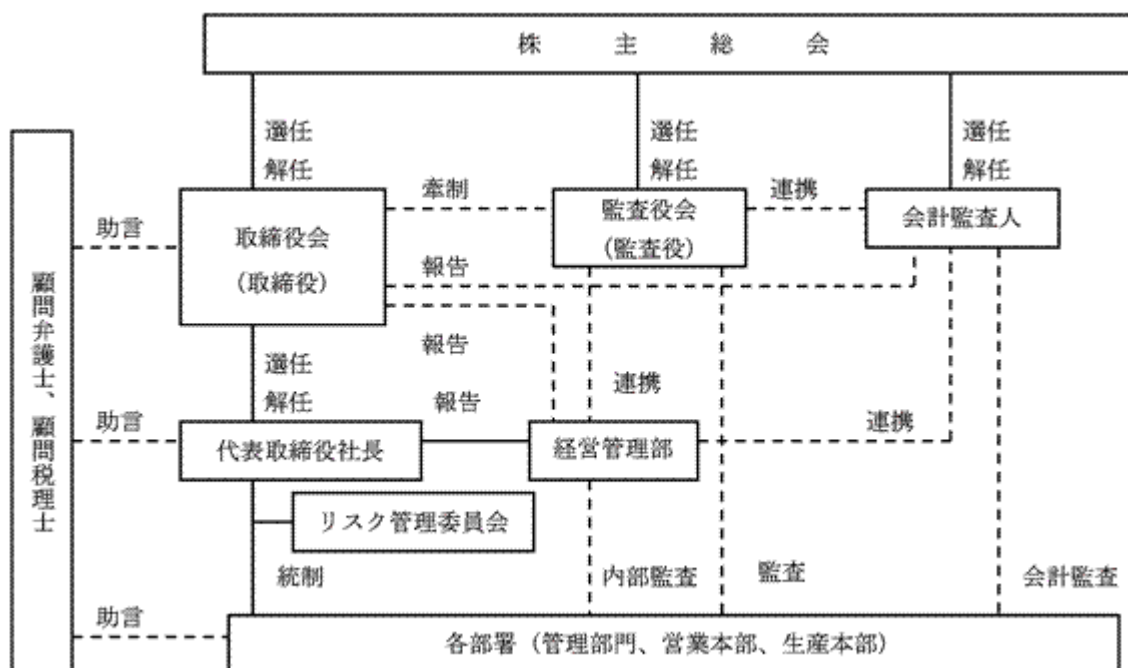 株主総会
選任
解任
選任
解任
選任
解任
牽制
連携
助言
取締役会
（取締役）
監査役会
（監査役）
会計監査人
報告
顧問弁護士、顧問税理士
選任
解任
報告
連携
報告
助言
連携
代表取締役社長
経営管理部
リスク管理委員会
統制
内部監査
監査
会計監査
助言
各部署（管理部門、営業本部、生産本部）